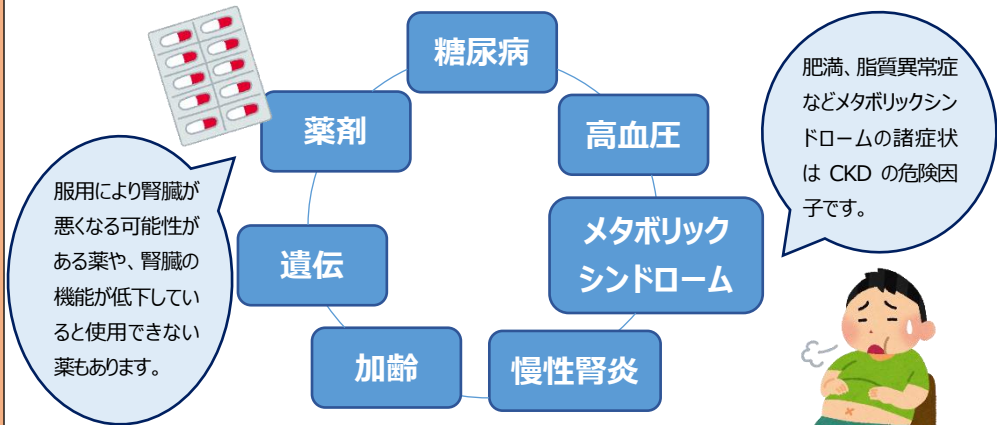 糖尿病
高血圧
メタボリック
シンドローム
慢性腎炎
加齢
遺伝
薬剤
肥満、脂質異常症
などメタボリックシン
ドロームの諸症状
は CKD の危険因
子です。
服用により腎臓が
悪くなる可能性が
ある薬や、腎臓の
機能が低下してい
ると使用できない
薬もあります。